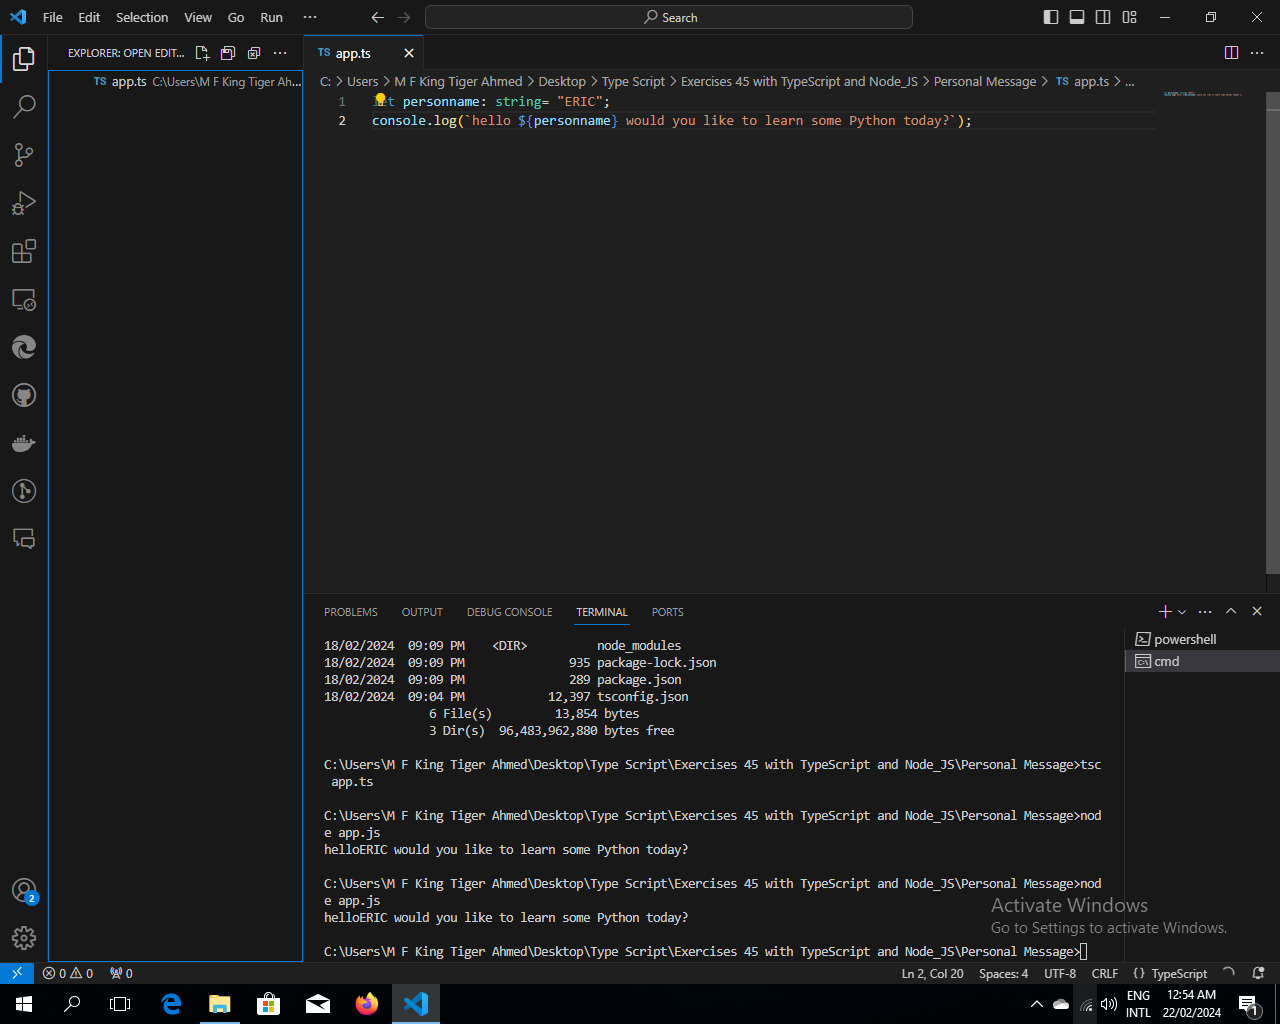 File Edit Selection View Go Run ···
Search
EXPLORER: OPEN EDIT...
TS app.ts C:\Users\M F King Tiger Ah...
TS app.ts
C: > Users > M F King Tiger Ahmed > Desktop > Type Script > Exercises 45 with TypeScript and Node_JS > Personal Message > TS app.ts > ...
1 let personname: string= "ERIC";
2 console.log(`hello ${personname} would you like to learn some Python today?`);
PROBLEMS OUTPUT DEBUG CONSOLE TERMINAL PORTS
powershell
cmd
18/02/2024 09:09 PM <DIR> node_modules
18/02/2024 09:09 PM 935 package-lock.json
18/02/2024 09:09 PM 289 package.json
18/02/2024 09:04 PM 12,397 tsconfig.json
6 File(s) 13,854 bytes
3 Dir(s) 96,483,962,880 bytes free
C:\Users\M F King Tiger Ahmed\Desktop\Type Script\Exercises 45 with TypeScript and Node_JS\Personal Message>tsc
app.ts
C:\Users\M F King Tiger Ahmed\Desktop\Type Script\Exercises 45 with TypeScript and Node_JS\Personal Message>nod
e app.js
helloERIC would you like to learn some Python today?
C:\Users\M F King Tiger Ahmed\Desktop\Type Script\Exercises 45 with TypeScript and Node_JS\Personal Message>nod
e app.js
helloERIC would you like to learn some Python today?
C:\Users\M F King Tiger Ahmed\Desktop\Type Script\Exercises 45 with TypeScript and Node_JS\Personal Message>
Activate Windows
Go to Settings to activate Windows.
2
0 0 0
Ln 2, Col 20 Spaces: 4 UTF-8 CRLF {} TypeScript
ENG
INTL
12:54 AM
22/02/2024
1